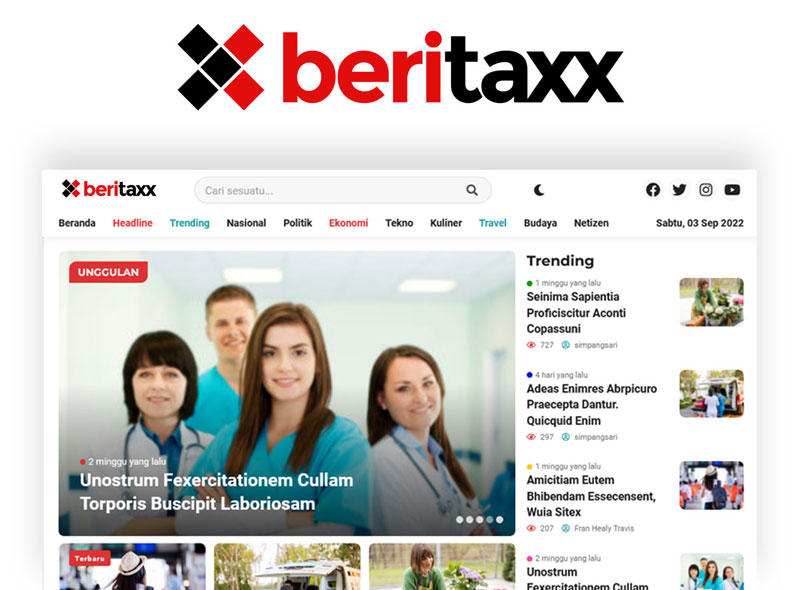 beritaxx
beritaxx
Cari sesuatu...
Beranda Headline Trending Nasional Politik Ekonomi Tekno Kuliner Travel Budaya Netizen Sabtu, 03 Sep 2022
UNGGULAN
2 minggu yang lalu
Unostrum Fexercitationem Cullam
Torporis Buscipit Laboriosam
Terbaru
Trending
1 minggu yang lalu
Seinima Sapientia
Proficiscitur Aconti
Copassuni
727 simpangsari
4 hari yang lalu
Adeas Enimres Abrpicuro
Praecepta Dantur.
Quicquid Enim
297 simpangsari
1 minggu yang lalu
Amicitiam Eutem
Bhibendam Essecensent,
Wuia Sitex
207 Fran Healy Travis
2 minggu yang lalu
Unostrum
Fexercitationem Cullam